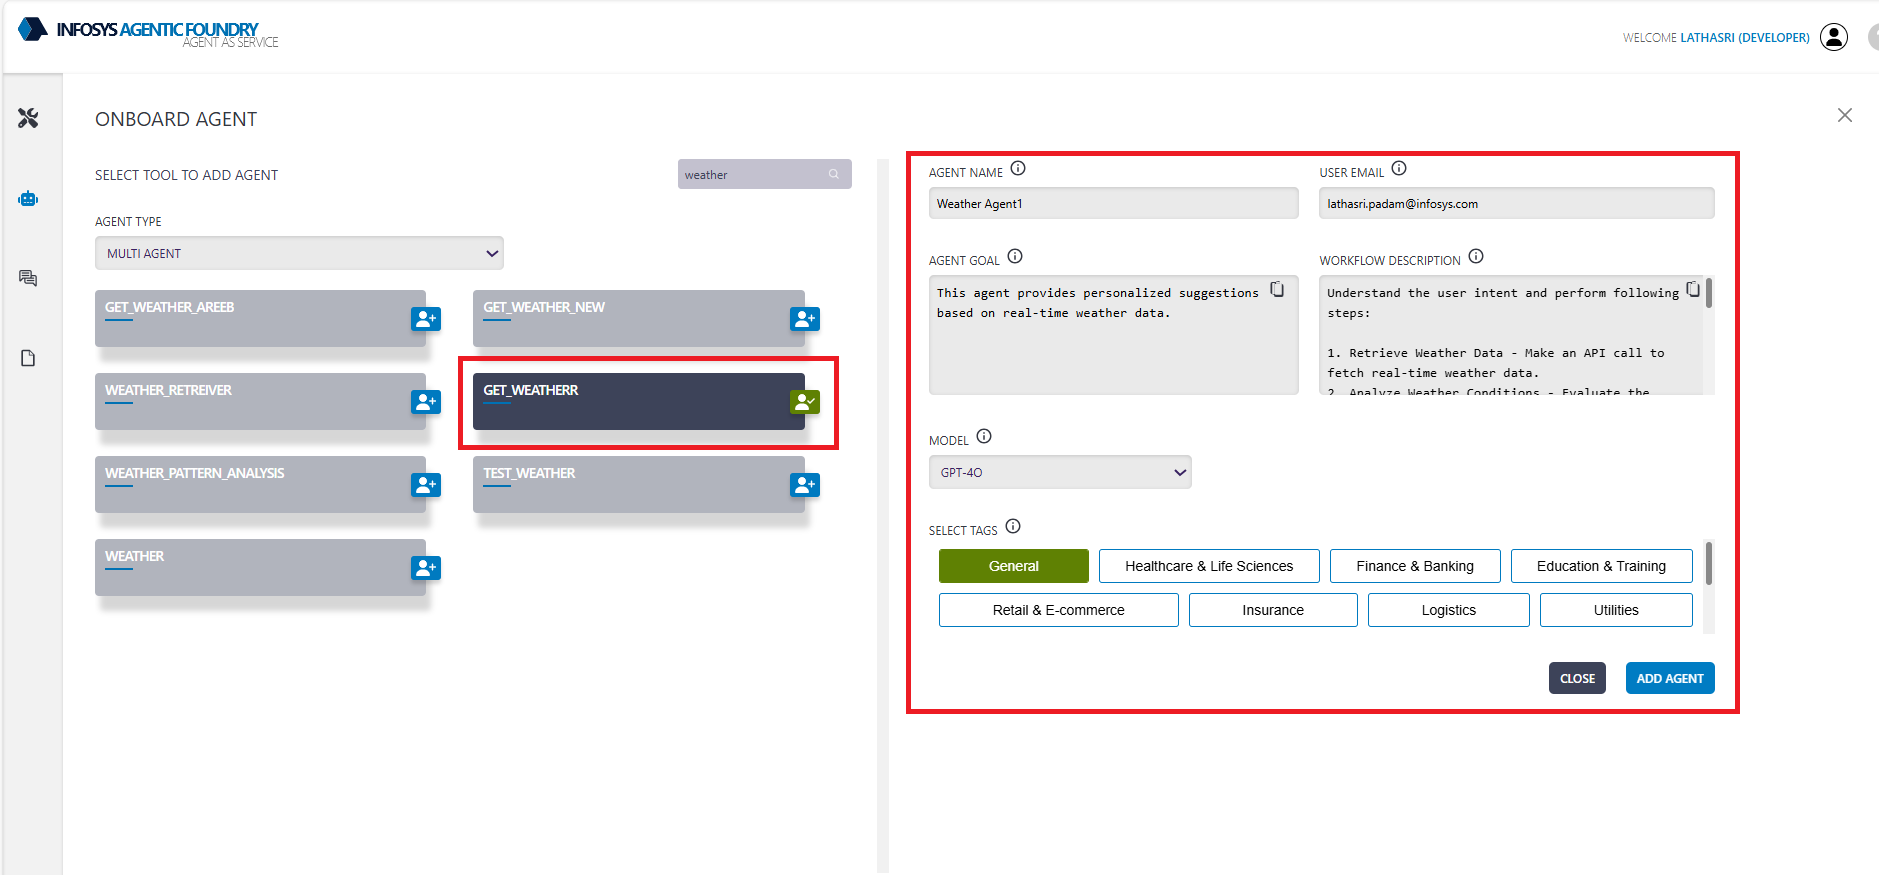 INFOSYS AGENTIC FOUNDRY
AGENT AS SERVICE
WELCOME LATHASRI (DEVELOPER)
ONBOARD AGENT
SELECT TOOL TO ADD AGENT
weather
AGENT TYPE
MULTI AGENT
GET_WEATHER_AREEB
GET_WEATHER_NEW
WEATHER_RETREIVER
GET_WEATHERR
WEATHER_PATTERN_ANALYSIS
TEST_WEATHER
WEATHER
AGENT NAME
Weather Agent1
USER EMAIL
lathasri.padam@infosys.com
AGENT GOAL
This agent provides personalized suggestions
based on real-time weather data.
WORKFLOW DESCRIPTION
Understand the user intent and perform following
steps:
1. Retrieve Weather Data - Make an API call to
fetch real-time weather data.
2. Analyze Weather Conditions - Evaluate the
MODEL
GPT-4O
SELECT TAGS
General
Healthcare & Life Sciences
Finance & Banking
Education & Training
Retail & E-commerce
Insurance
Logistics
Utilities
CLOSE
ADD AGENT